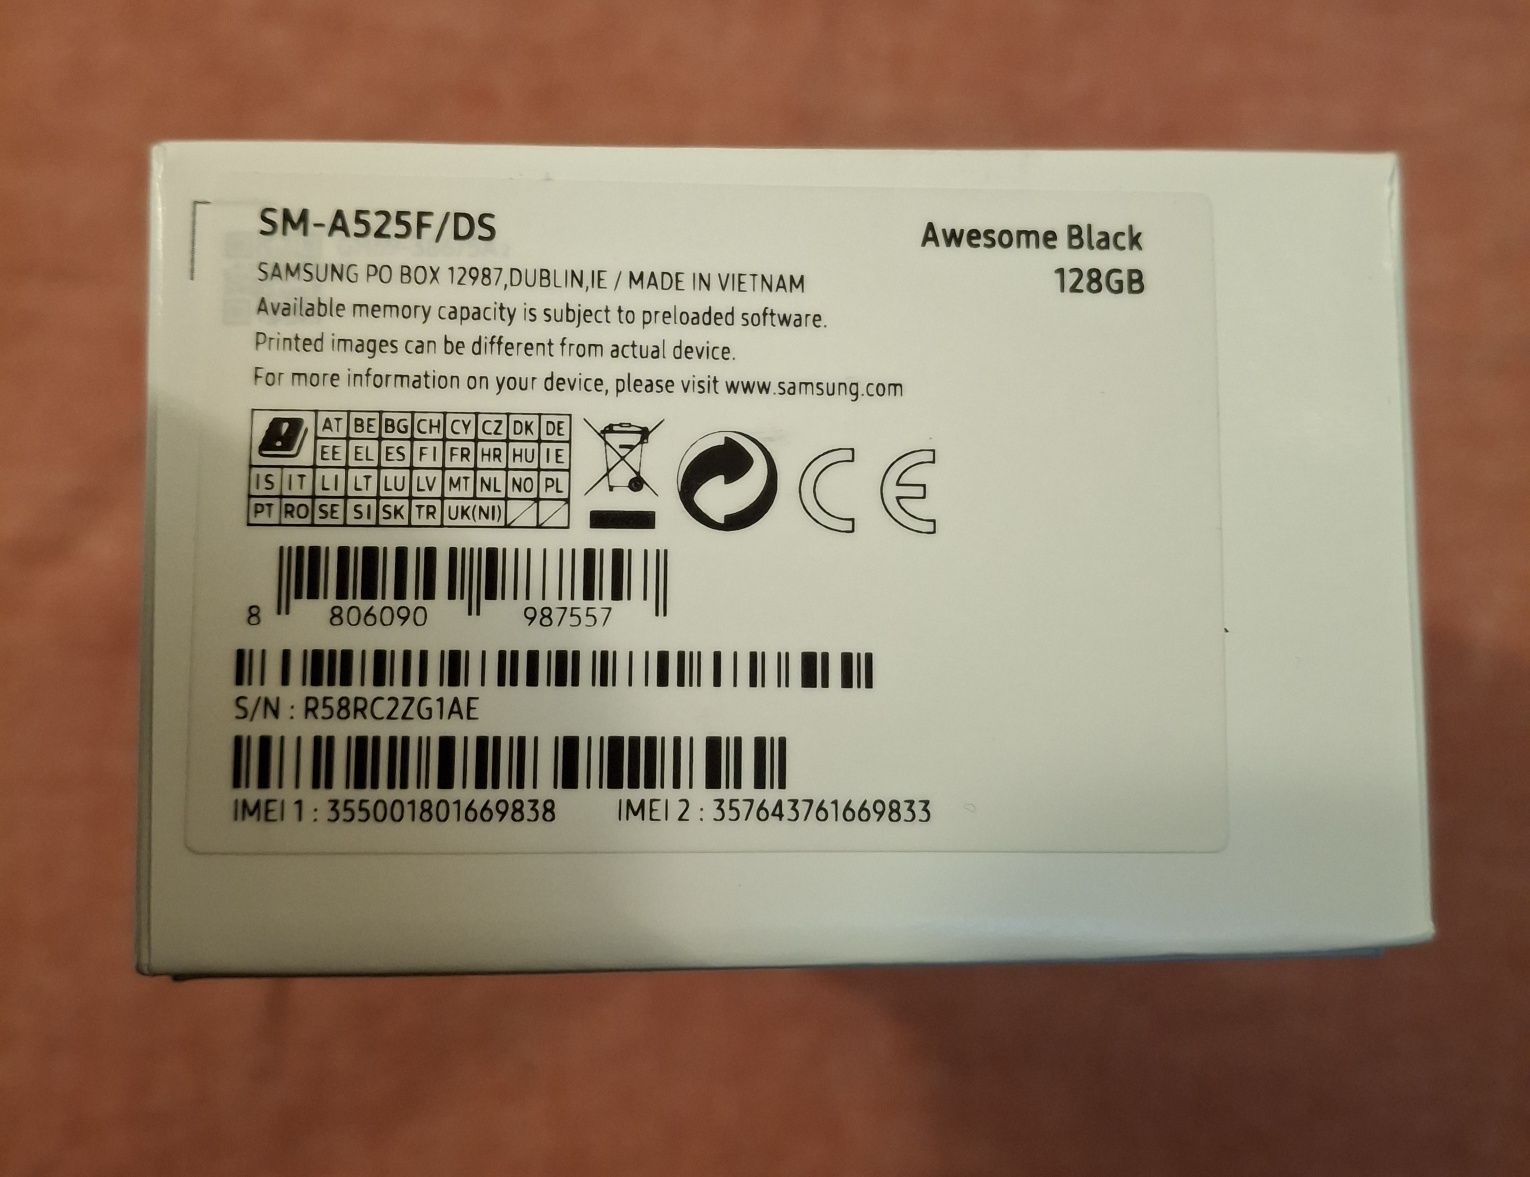 SM-A525F/DS
Awesome Black
128GB
SAMSUNG PO BOX 12987,DUBLIN,IE / MADE IN VIETNAM
Available memory capacity is subject to preloaded software.
Printed images can be different from actual device.
For more information on your device, please visit www.samsung.com
AT BE BG CH CY CZ DK DE
EE EL ES FI FR HR HU IE
IS IT LI LT LU LV MT NL NO PL
PT RO SE SI SK TR UK(NI)
CE
8 806090 987557
S/N : R58RC2ZG1AE
IMEI 1 : 355001801669838 IMEI 2 : 357643761669833